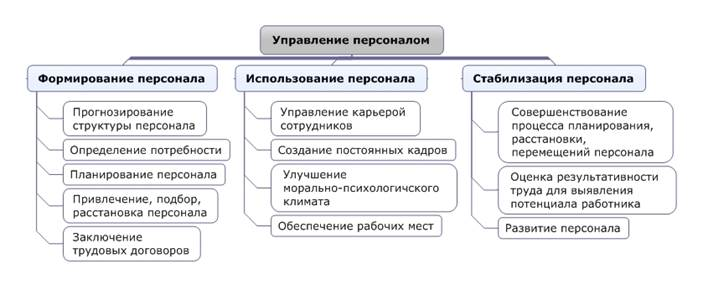 Управление персоналом
Формирование персонала
Прогнозирование
структуры персонала
Определение потребности
Планирование персонала
Привлечение, подбор,
расстановка персонала
Заключение
трудовых договоров
Использование персонала
Управление карьерой
сотрудников
Создание постоянных кадров
Улучшение
морально-психологичского
климата
Обеспечение рабочих мест
Стабилизация персонала
Совершенствование
процесса планирования,
расстановки,
перемещений персонала
Оценка результативности
труда для выявления
потенциала работника
Развитие персонала